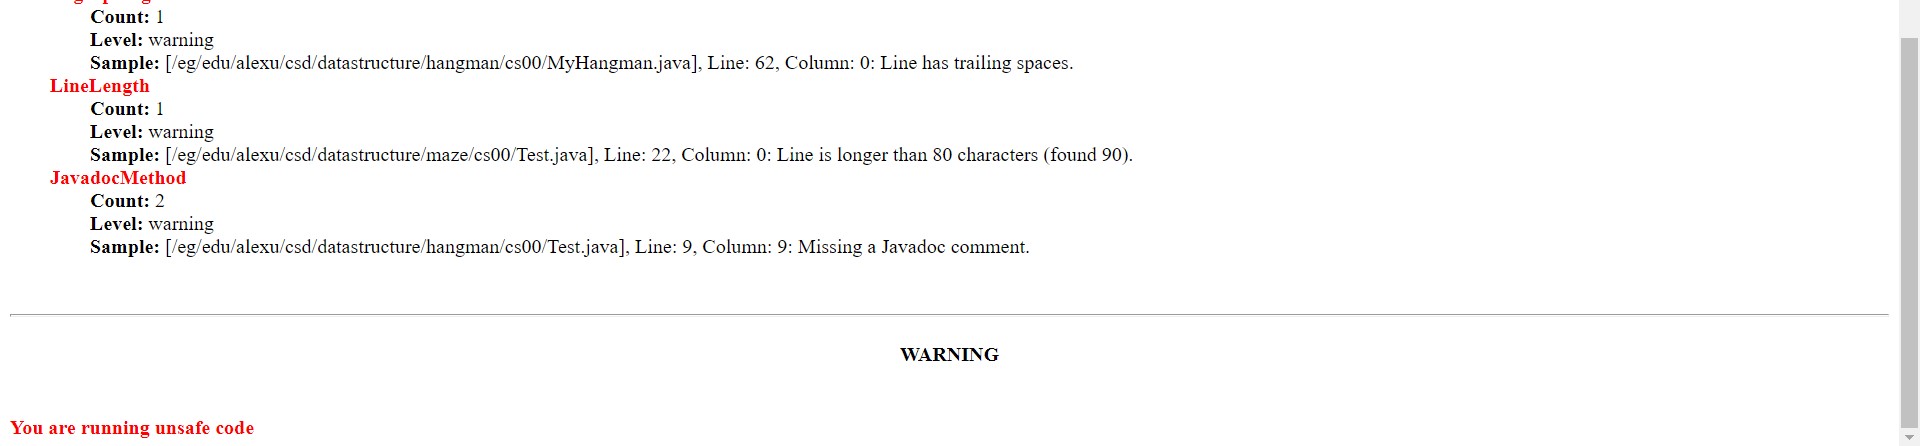 Count: 1
Level: warning
Sample: [/eg/edu/alexu/csd/datastructure/hangman/cs00/MyHangman.java], Line: 62, Column: 0: Line has trailing spaces.
LineLength
Count: 1
Level: warning
Sample: [/eg/edu/alexu/csd/datastructure/maze/cs00/Test.java], Line: 22, Column: 0: Line is longer than 80 characters (found 90).
JavadocMethod
Count: 2
Level: warning
Sample: [/eg/edu/alexu/csd/datastructure/hangman/cs00/Test.java], Line: 9, Column: 9: Missing a Javadoc comment.
WARNING
You are running unsafe code